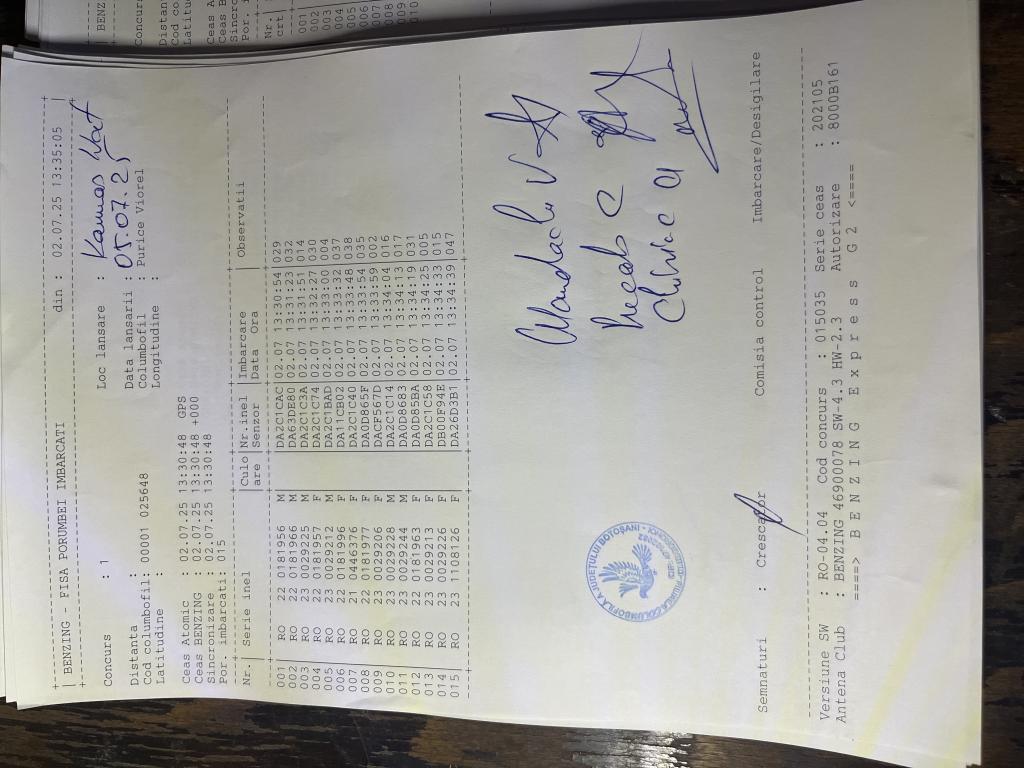 BENZING - FISA PORUMBEI IMBARCATI din : 02.07.25 13:35:05
Concurs : 1 Loc lansare :
Distanta : Data lansarii : 05.07.25
Cod columbofil: 00001 025648 Columbofil : Purice Viorel
Latitudine : Longitudine :
Ceas Atomic : 02.07.25 13:30:48 GPS
Ceas BENZING : 02.07.25 13:30:48 +000
Sincronizare : 02.07.25 13:30:48
Por. imbarcati: 015
Nr. | Serie inel |Culo|Nr.inel |Imbarcare | Observatii
are |Senzor |Data Ora
001 | RO 22 0181956 M | DA2C1CAC| 02.07 13:30:54| 029
002 | RO 22 0181966 M | DA63DE80| 02.07 13:31:23| 032
003 | RO 23 0029225 M | DA2C1C3A| 02.07 13:31:51| 014
004 | RO 22 0181957 F | DA2C1C74| 02.07 13:32:27| 030
005 | RO 23 0029212 M | DA2C1BAD| 02.07 13:33:00| 004
006 | RO 22 0181996 F | DA11CB02| 02.07 13:33:32| 037
007 | RO 21 0446376 F | DA2C1C40| 02.07 13:33:48| 038
008 | RO 22 0181977 F | DA0D865F| 02.07 13:33:54| 035
009 | RO 23 0029206 F | DACF567D| 02.07 13:33:59| 002
010 | RO 23 0029228 M | DA2C1C14| 02.07 13:34:04| 016
011 | RO 23 0029244 M | DA0D8683| 02.07 13:34:13| 017
012 | RO 22 0181963 F | DA0D85BA| 02.07 13:34:19| 031
013 | RO 23 0029213 F | DA2C1C58| 02.07 13:34:25| 005
014 | RO 23 0029226 F | DB00F94E| 02.07 13:34:33| 015
015 | RO 23 1108126 F | DA26D3B1| 02.07 13:34:39| 047
JUDEȚULUI BOTOȘANI
Semnaturi : Crescator Comisia control Imbarcare/Desigilare
Versiune SW : RO-04.04 Cod concurs : 015035 Serie ceas : 202105
Antena Club : BENZING 46900078 SW-4.3 HW-2.3 Autorizare : 8000B161
====> B E N Z I N G E x p r e s s G 2 <====